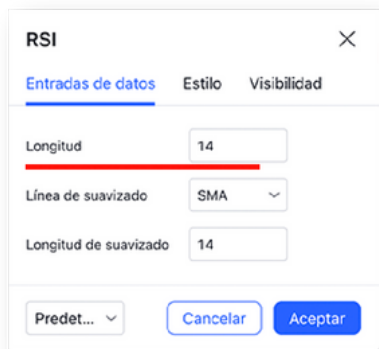 RSI
Entradas de datos Estilo Visibilidad
Longitud 14
Línea de suavizado SMA
Longitud de suavizado 14
Predet... Cancelar Aceptar